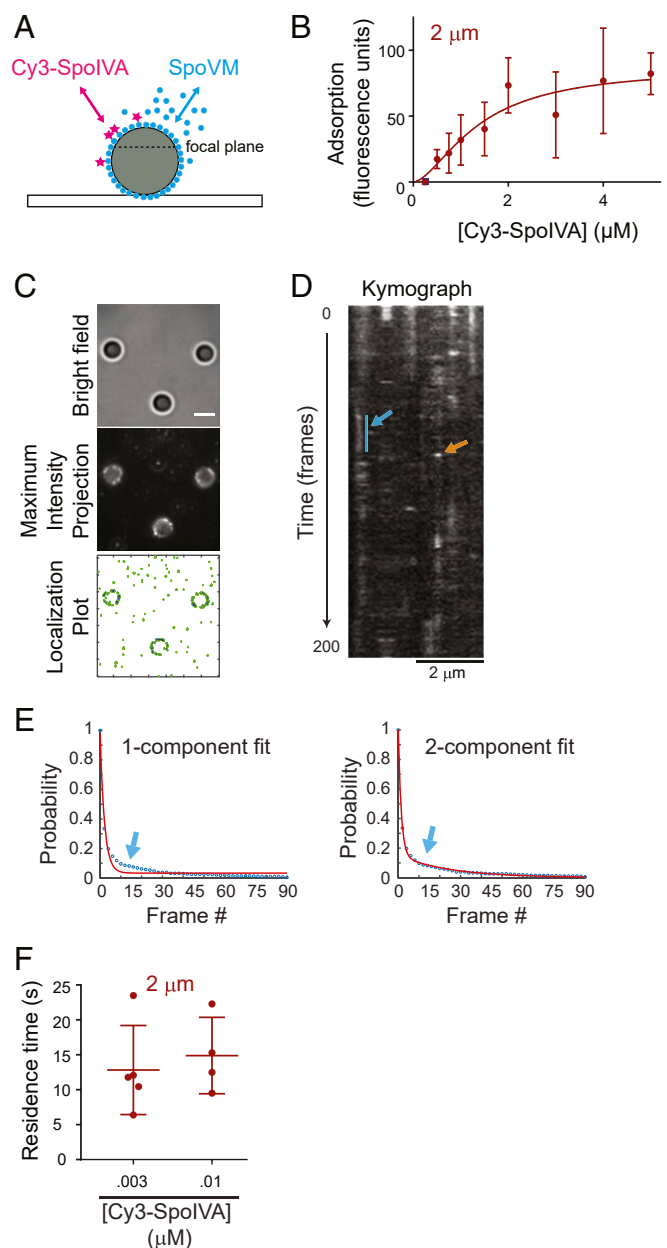 A
Cy3-SpoIVA
SpoVM
focal plane
B
2 μm
Adsorption
(fluorescence units)
100
50
0
0
2
4
[Cy3-SpoIVA] (μM)
C
Bright field
Maximum
Intensity
Projection
Localization
Plot
D
Kymograph
0
Time (frames)
200
2 μm
E
1-component fit
Probability
1
0.8
0.6
0.4
0.2
0
0 15 30 45 60 75 90
Frame #
2-component fit
Probability
1
0.8
0.6
0.4
0.2
0
0 15 30 45 60 75 90
Frame #
F
2 μm
Residence time (s)
25
20
15
10
5
0
.003
.01
[Cy3-SpoIVA]
(μM)